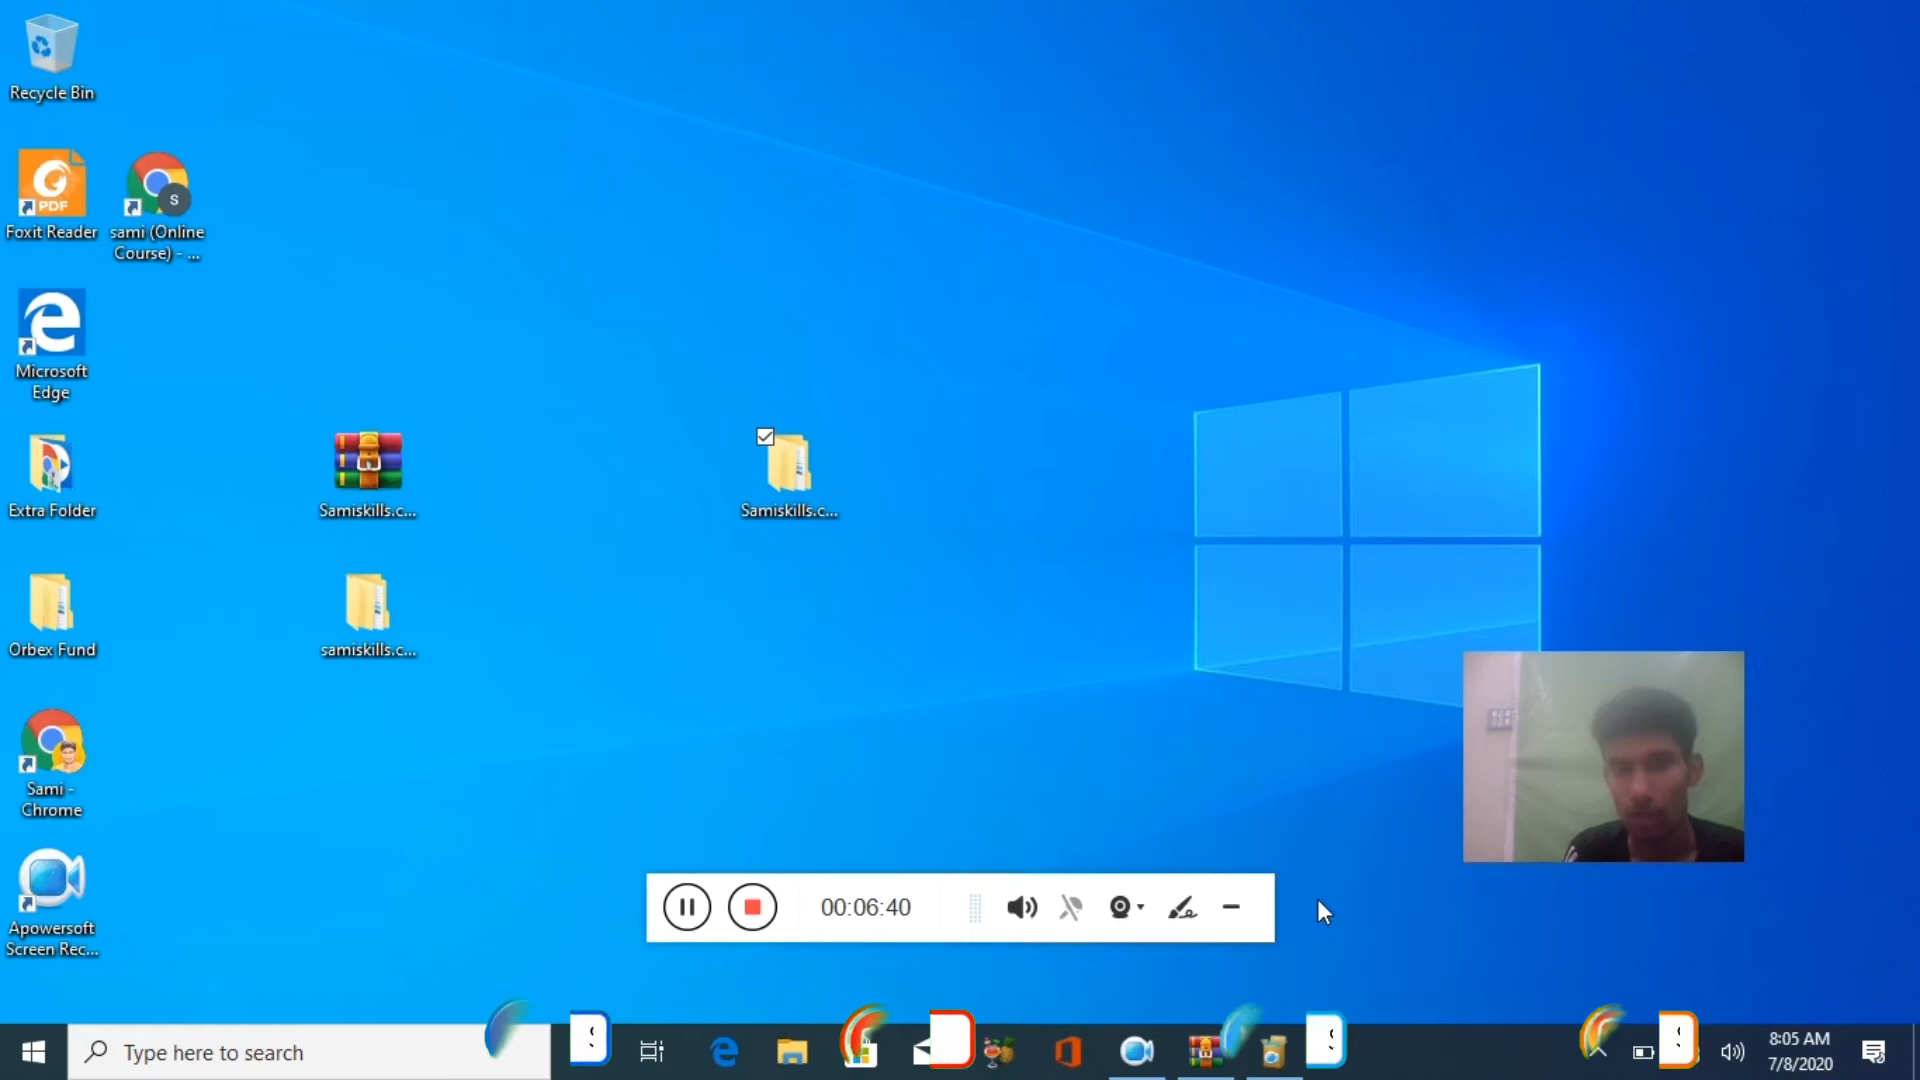 Recycle Bin
PDF
Foxit Reader
S
sami (Online
Course) - ...
Microsoft
Edge
Extra Folder
Samiskills.c...
Samiskills.c...
Orbex Fund
samiskills.c...
Sami -
Chrome
Apowersoft
Screen Rec...
00:06:40
Type here to search
8:05 AM
7/8/2020